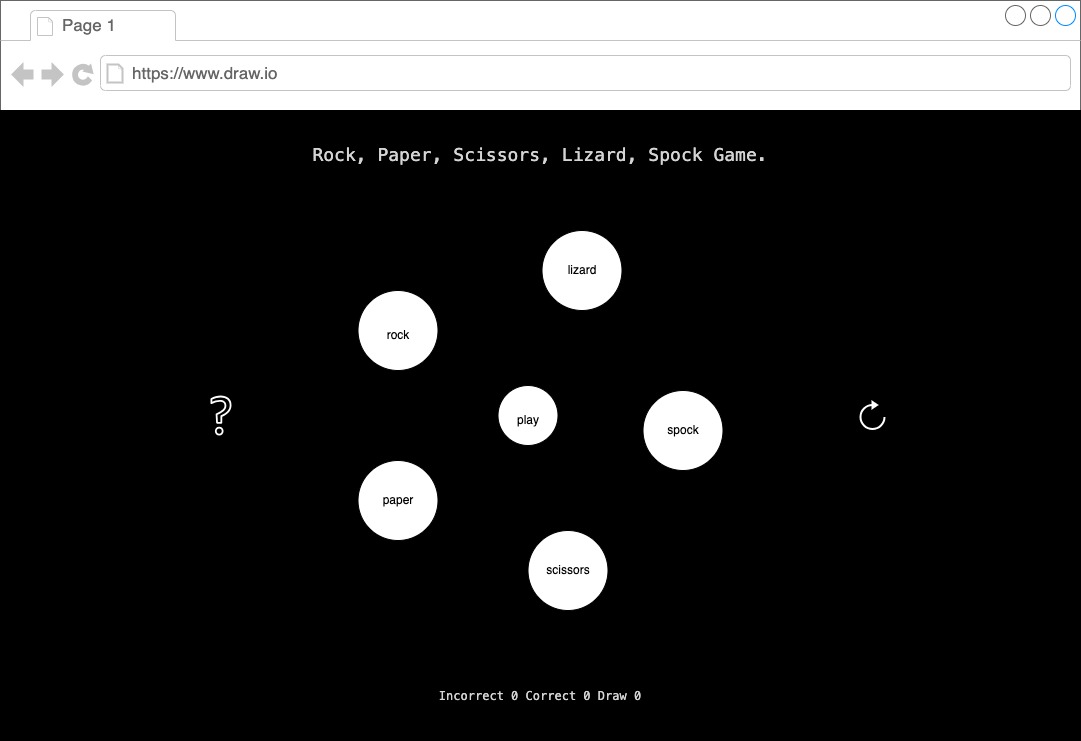 Page 1
https://www.draw.io
Rock, Paper, Scissors, Lizard, Spock Game.
lizard
rock
?
play
spock
paper
scissors
Incorrect 0 Correct 0 Draw 0